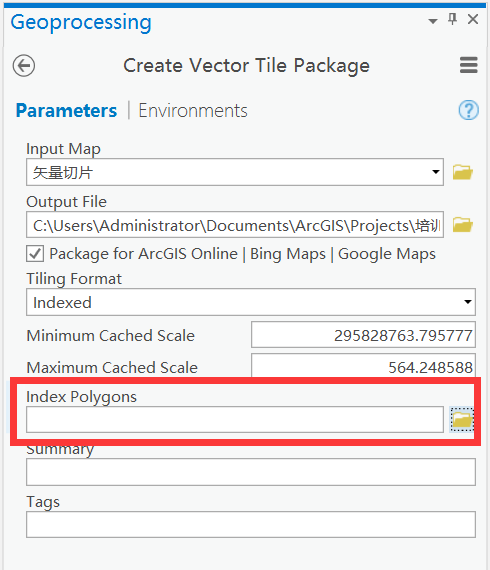 Geoprocessing
Create Vector Tile Package
Parameters | Environments
Input Map
矢量切片
Output File
C:\Users\Administrator\Documents\ArcGIS\Projects\培训
Package for ArcGIS Online | Bing Maps | Google Maps
Tiling Format
Indexed
Minimum Cached Scale 295828763.795777
Maximum Cached Scale 564.248588
Index Polygons
Summary
Tags